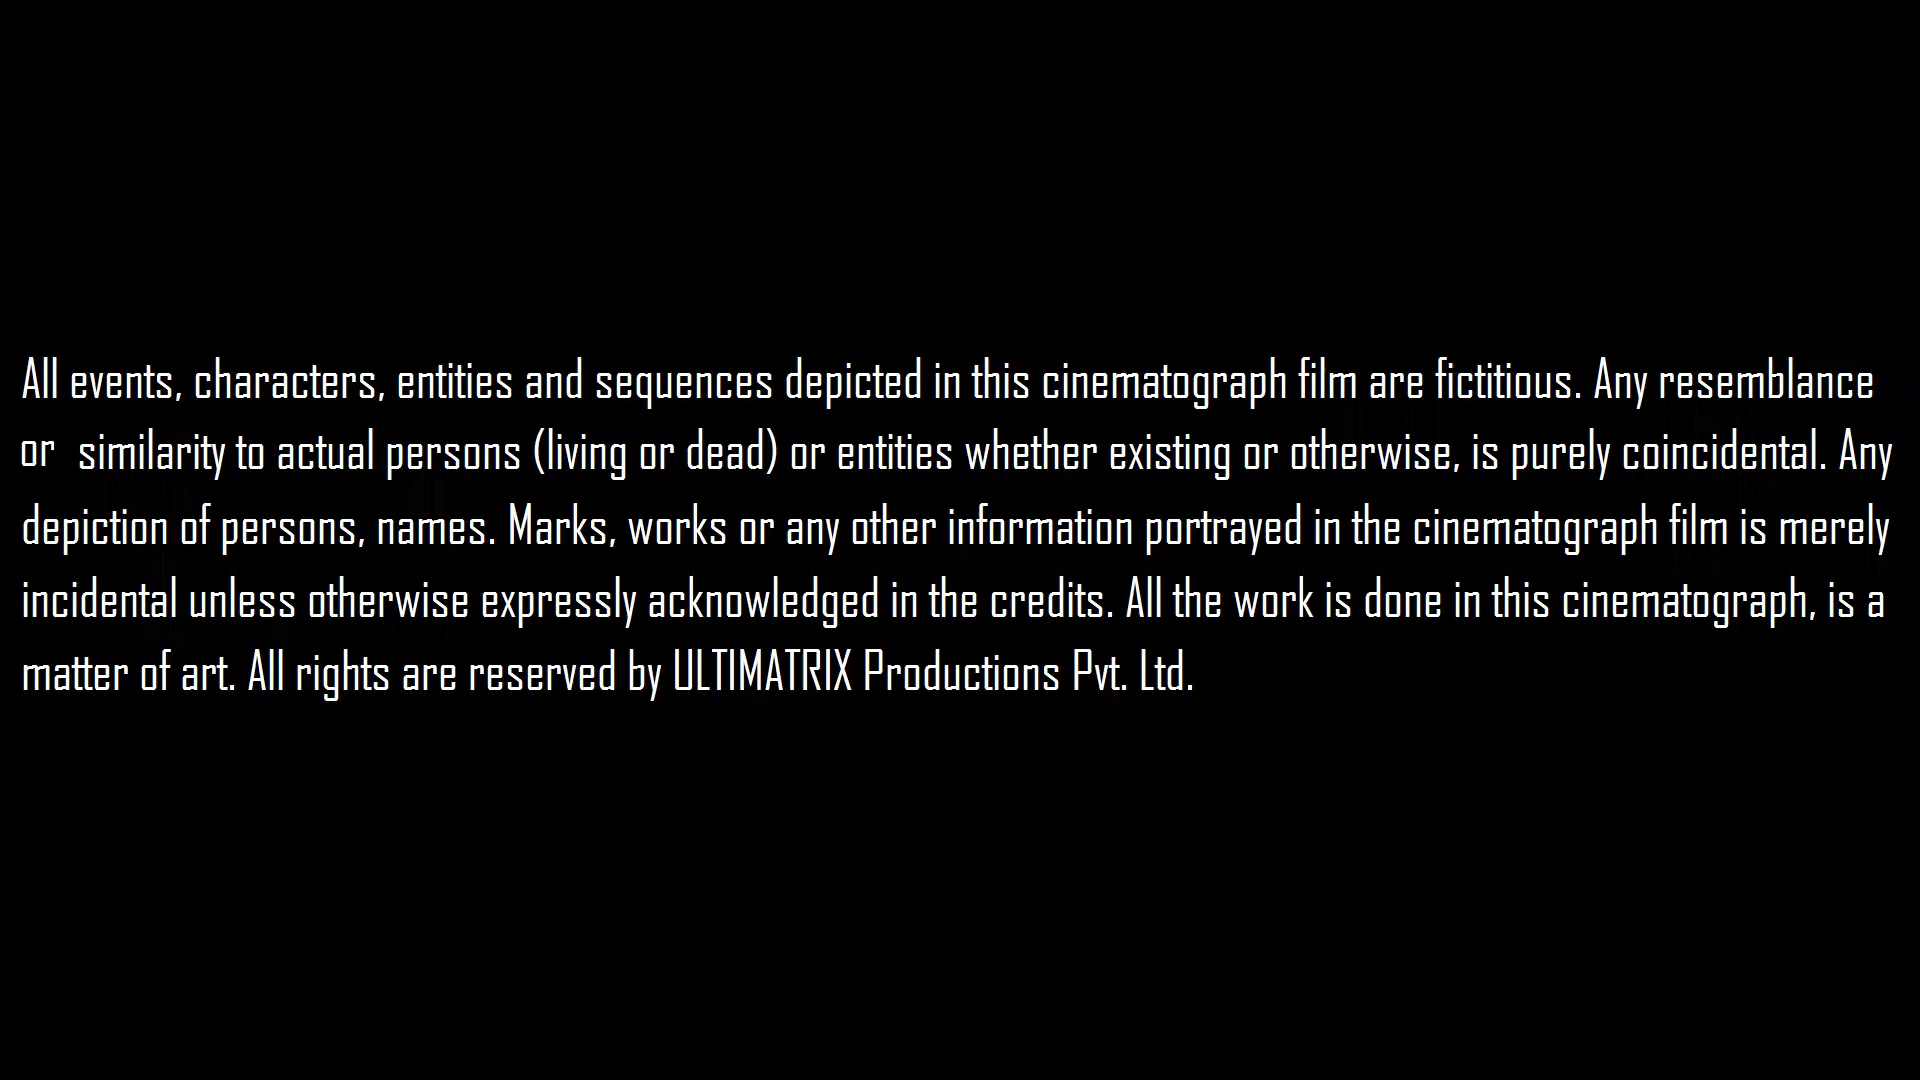 All events, characters, entities and sequences depicted in this cinematograph film are fictitious. Any resemblance
or similarity to actual persons (living or dead) or entities whether existing or otherwise, is purely coincidental. Any
depiction of persons, names. Marks, works or any other information portrayed in the cinematograph film is merely
incidental unless otherwise expressly acknowledged in the credits. All the work is done in this cinematograph, is a
matter of art. All rights are reserved by ULTIMATRIX Productions Pvt. Ltd.